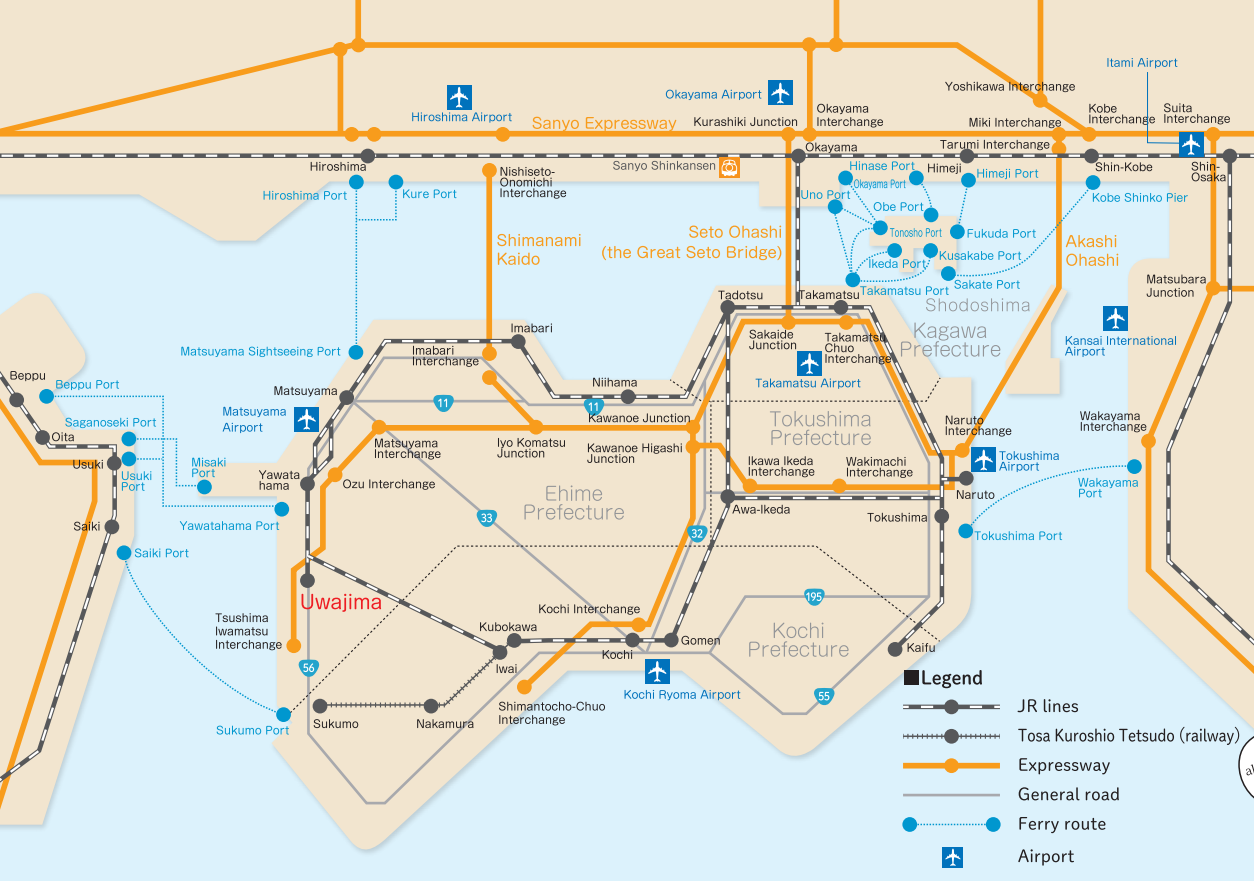 Itami Airport
Yoshikawa Interchange
Okayama Airport
Hiroshima Airport
Okayama
Interchange
Kobe
Interchange
Suita
Interchange
Sanyo Expressway
Kurashiki Junction
Miki Interchange
Tarumi Interchange
Okayama
Hiroshima
Sanyo Shinkansen
Himeji
Shin-Kobe
Shin-
Osaka
Nishiseto-
Onomichi
Interchange
Hinase Port
Himeji Port
Okayama Port
Hiroshima Port
Kure Port
Uno Port
Kobe Shinko Pier
Obe Port
Tonosho Port
Fukuda Port
Shimanami
Kaido
Seto Ohashi
(the Great Seto Bridge)
Akashi
Ohashi
Kusakabe Port
Ikeda Port
Sakate Port
Takamatsu Port
Matsubara
Junction
Shodoshima
Tadotsu
Takamatsu
Kagawa
Prefecture
Imabari
Sakaide
Junction
Takamatsu
Chuo
Interchange
Kansai International
Airport
Matsuyama Sightseeing Port
Imabari
Interchange
Takamatsu Airport
Beppu
Beppu Port
Matsuyama
Niihama
11
11
Matsuyama
Airport
Kawanoe Junction
Tokushima
Prefecture
Naruto
Interchange
Wakayama
Interchange
Saganoseki Port
Oita
Matsuyama
Interchange
Iyo Komatsu
Junction
Kawanoe Higashi
Junction
Tokushima
Airport
Usuki
Usuki
Port
Misaki
Port
Yawata
hama
Ozu Interchange
Ikawa Ikeda
Interchange
Wakimachi
Interchange
Wakayama
Port
Naruto
Ehime
Prefecture
Awa-Ikeda
Tokushima
Saiki
Yawatahama Port
33
32
Tokushima Port
Saiki Port
Uwajima
195
Tsushima
Iwamatsu
Interchange
Kochi Interchange
Kubokawa
Kochi
Prefecture
Gomen
Kaifu
Kochi
Iwai
56
Kochi Ryoma Airport
55
Shimantocho-Chuo
Interchange
Sukumo Port
Sukumo
Nakamura
Legend
JR lines
Tosa Kuroshio Tetsudo (railway)
Expressway
General road
Ferry route
Airport